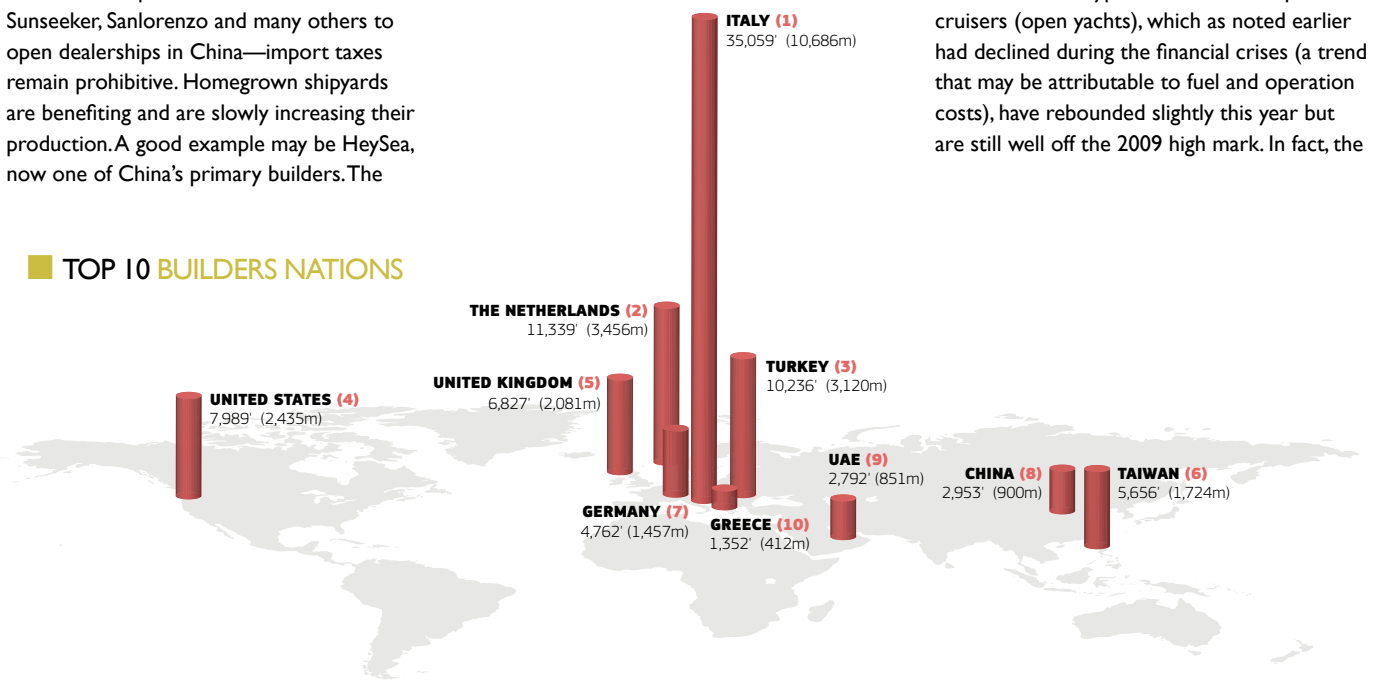 Sunseeker, Sanlorenzo and many others to
open dealerships in China—import taxes
remain prohibitive. Homegrown shipyards
are benefiting and are slowly increasing their
production. A good example may be HeySea,
now one of China’s primary builders. The
cruisers (open yachts), which as noted earlier
had declined during the financial crises (a trend
that may be attributable to fuel and operation
costs), have rebounded slightly this year but
are still well off the 2009 high mark. In fact, the
TOP 10 BUILDERS NATIONS
ITALY (1)
35,059' (10,686m)
THE NETHERLANDS (2)
11,339' (3,456m)
TURKEY (3)
10,236' (3,120m)
UNITED KINGDOM (5)
6,827' (2,081m)
UNITED STATES (4)
7,989' (2,435m)
UAE (9)
2,792' (851m)
CHINA (8)
2,953' (900m)
TAIWAN (6)
5,656' (1,724m)
GERMANY (7)
4,762' (1,457m)
GREECE (10)
1,352' (412m)